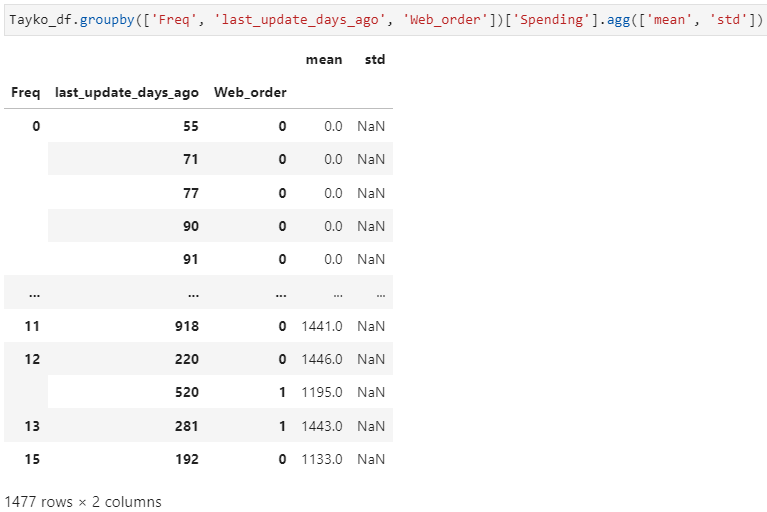 Tayko_df.groupby(['Freq', 'last_update_days_ago', 'Web_order'])['Spending'].agg(['mean', 'std'])
mean std
Freq last_update_days_ago Web_order
0 55 0 0.0 NaN
71 0 0.0 NaN
77 0 0.0 NaN
90 0 0.0 NaN
91 0 0.0 NaN
... ... ... ... ...
11 918 0 1441.0 NaN
12 220 0 1446.0 NaN
520 1 1195.0 NaN
13 281 1 1443.0 NaN
15 192 0 1133.0 NaN
1477 rows × 2 columns